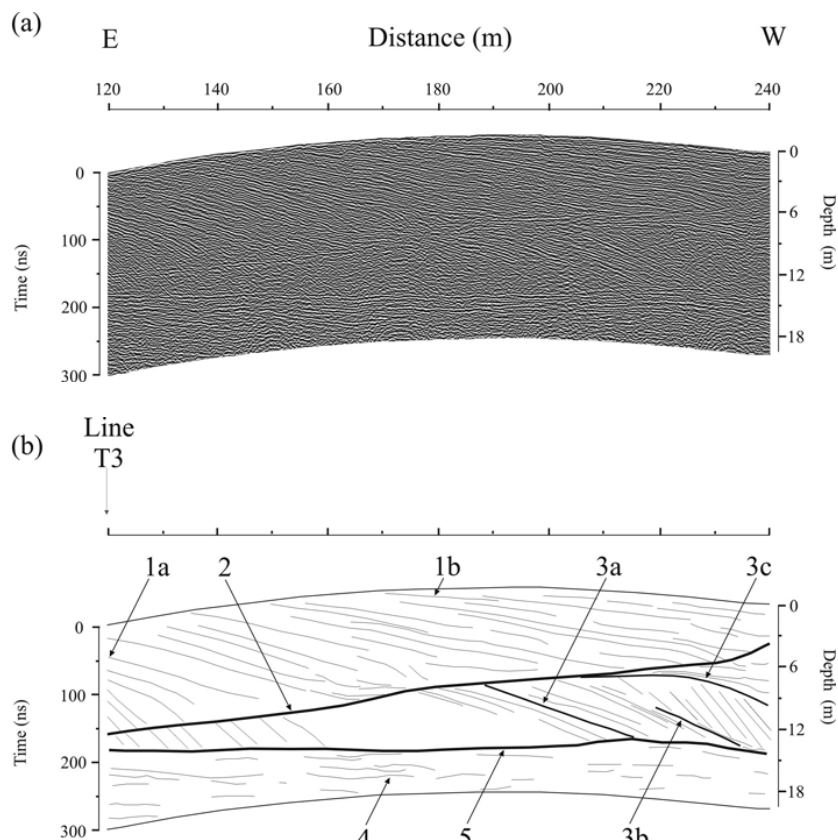 (a)
E Distance (m) W
120 140 160 180 200 220 240
0 0
6
100
12
200
18
300
Time (ns)
Depth (m)
(b)
Line
T3
1a 2 1b 3a 3c
0 0
6
100
12
200
18
300
Time (ns)
Depth (m)
4 5 3b